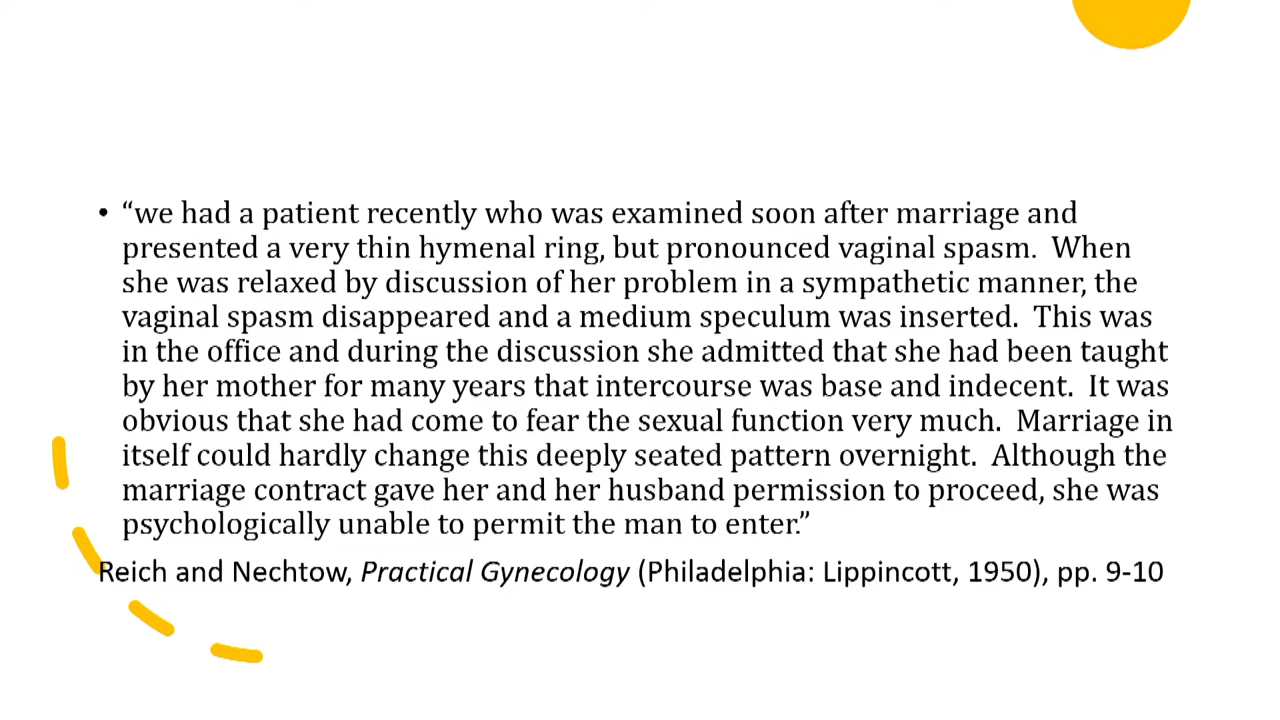 • “we had a patient recently who was examined soon after marriage and
presented a very thin hymenal ring, but pronounced vaginal spasm.  When
she was relaxed by discussion of her problem in a sympathetic manner, the
vaginal spasm disappeared and a medium speculum was inserted.  This was
in the office and during the discussion she admitted that she had been taught
by her mother for many years that intercourse was base and indecent.  It was
obvious that she had come to fear the sexual function very much.  Marriage in
itself could hardly change this deeply seated pattern overnight.  Although the
marriage contract gave her and her husband permission to proceed, she was
psychologically unable to permit the man to enter.”
Reich and Nechtow, Practical Gynecology (Philadelphia: Lippincott, 1950), pp. 9-10